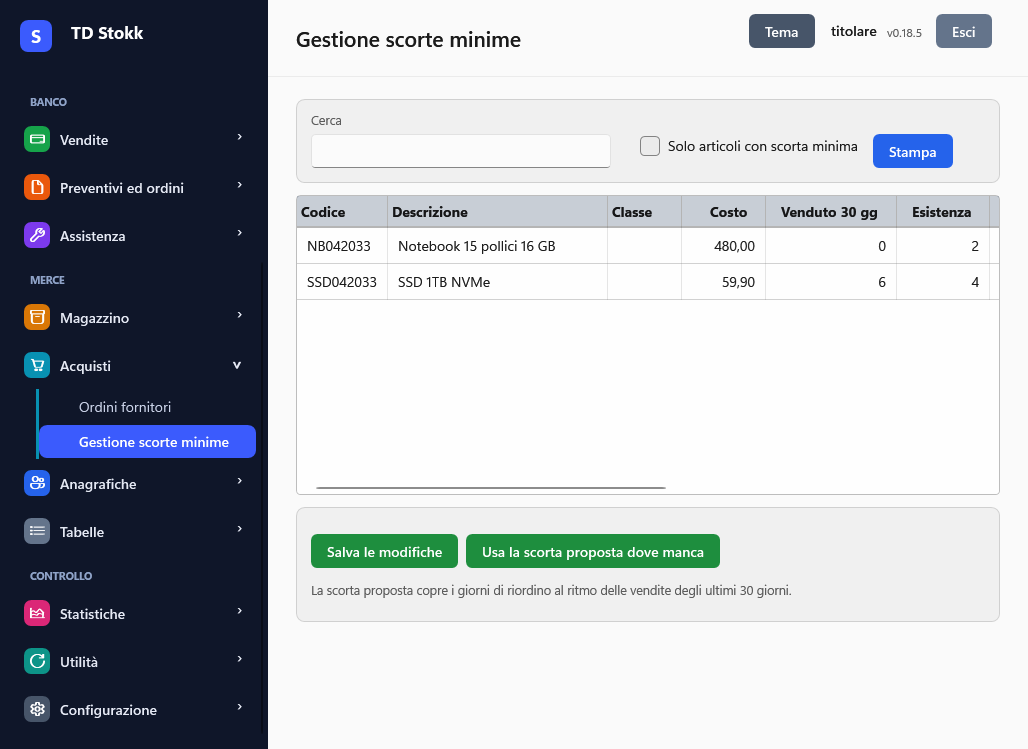 S
TD Stokk
BANCO
Vendite
Preventivi ed ordini
Assistenza
MERCE
Magazzino
Acquisti
Ordini fornitori
Gestione scorte minime
Anagrafiche
Tabelle
CONTROLLO
Statistiche
Utilità
Configurazione
Gestione scorte minime
Tema titolare v0.18.5 Esci
Cerca
Solo articoli con scorta minima
Stampa
Codice Descrizione Classe Costo Venduto 30 gg Esistenza
NB042033 Notebook 15 pollici 16 GB 480,00 0 2
SSD042033 SSD 1TB NVMe 59,90 6 4
Salva le modifiche Usa la scorta proposta dove manca
La scorta proposta copre i giorni di riordino al ritmo delle vendite degli ultimi 30 giorni.